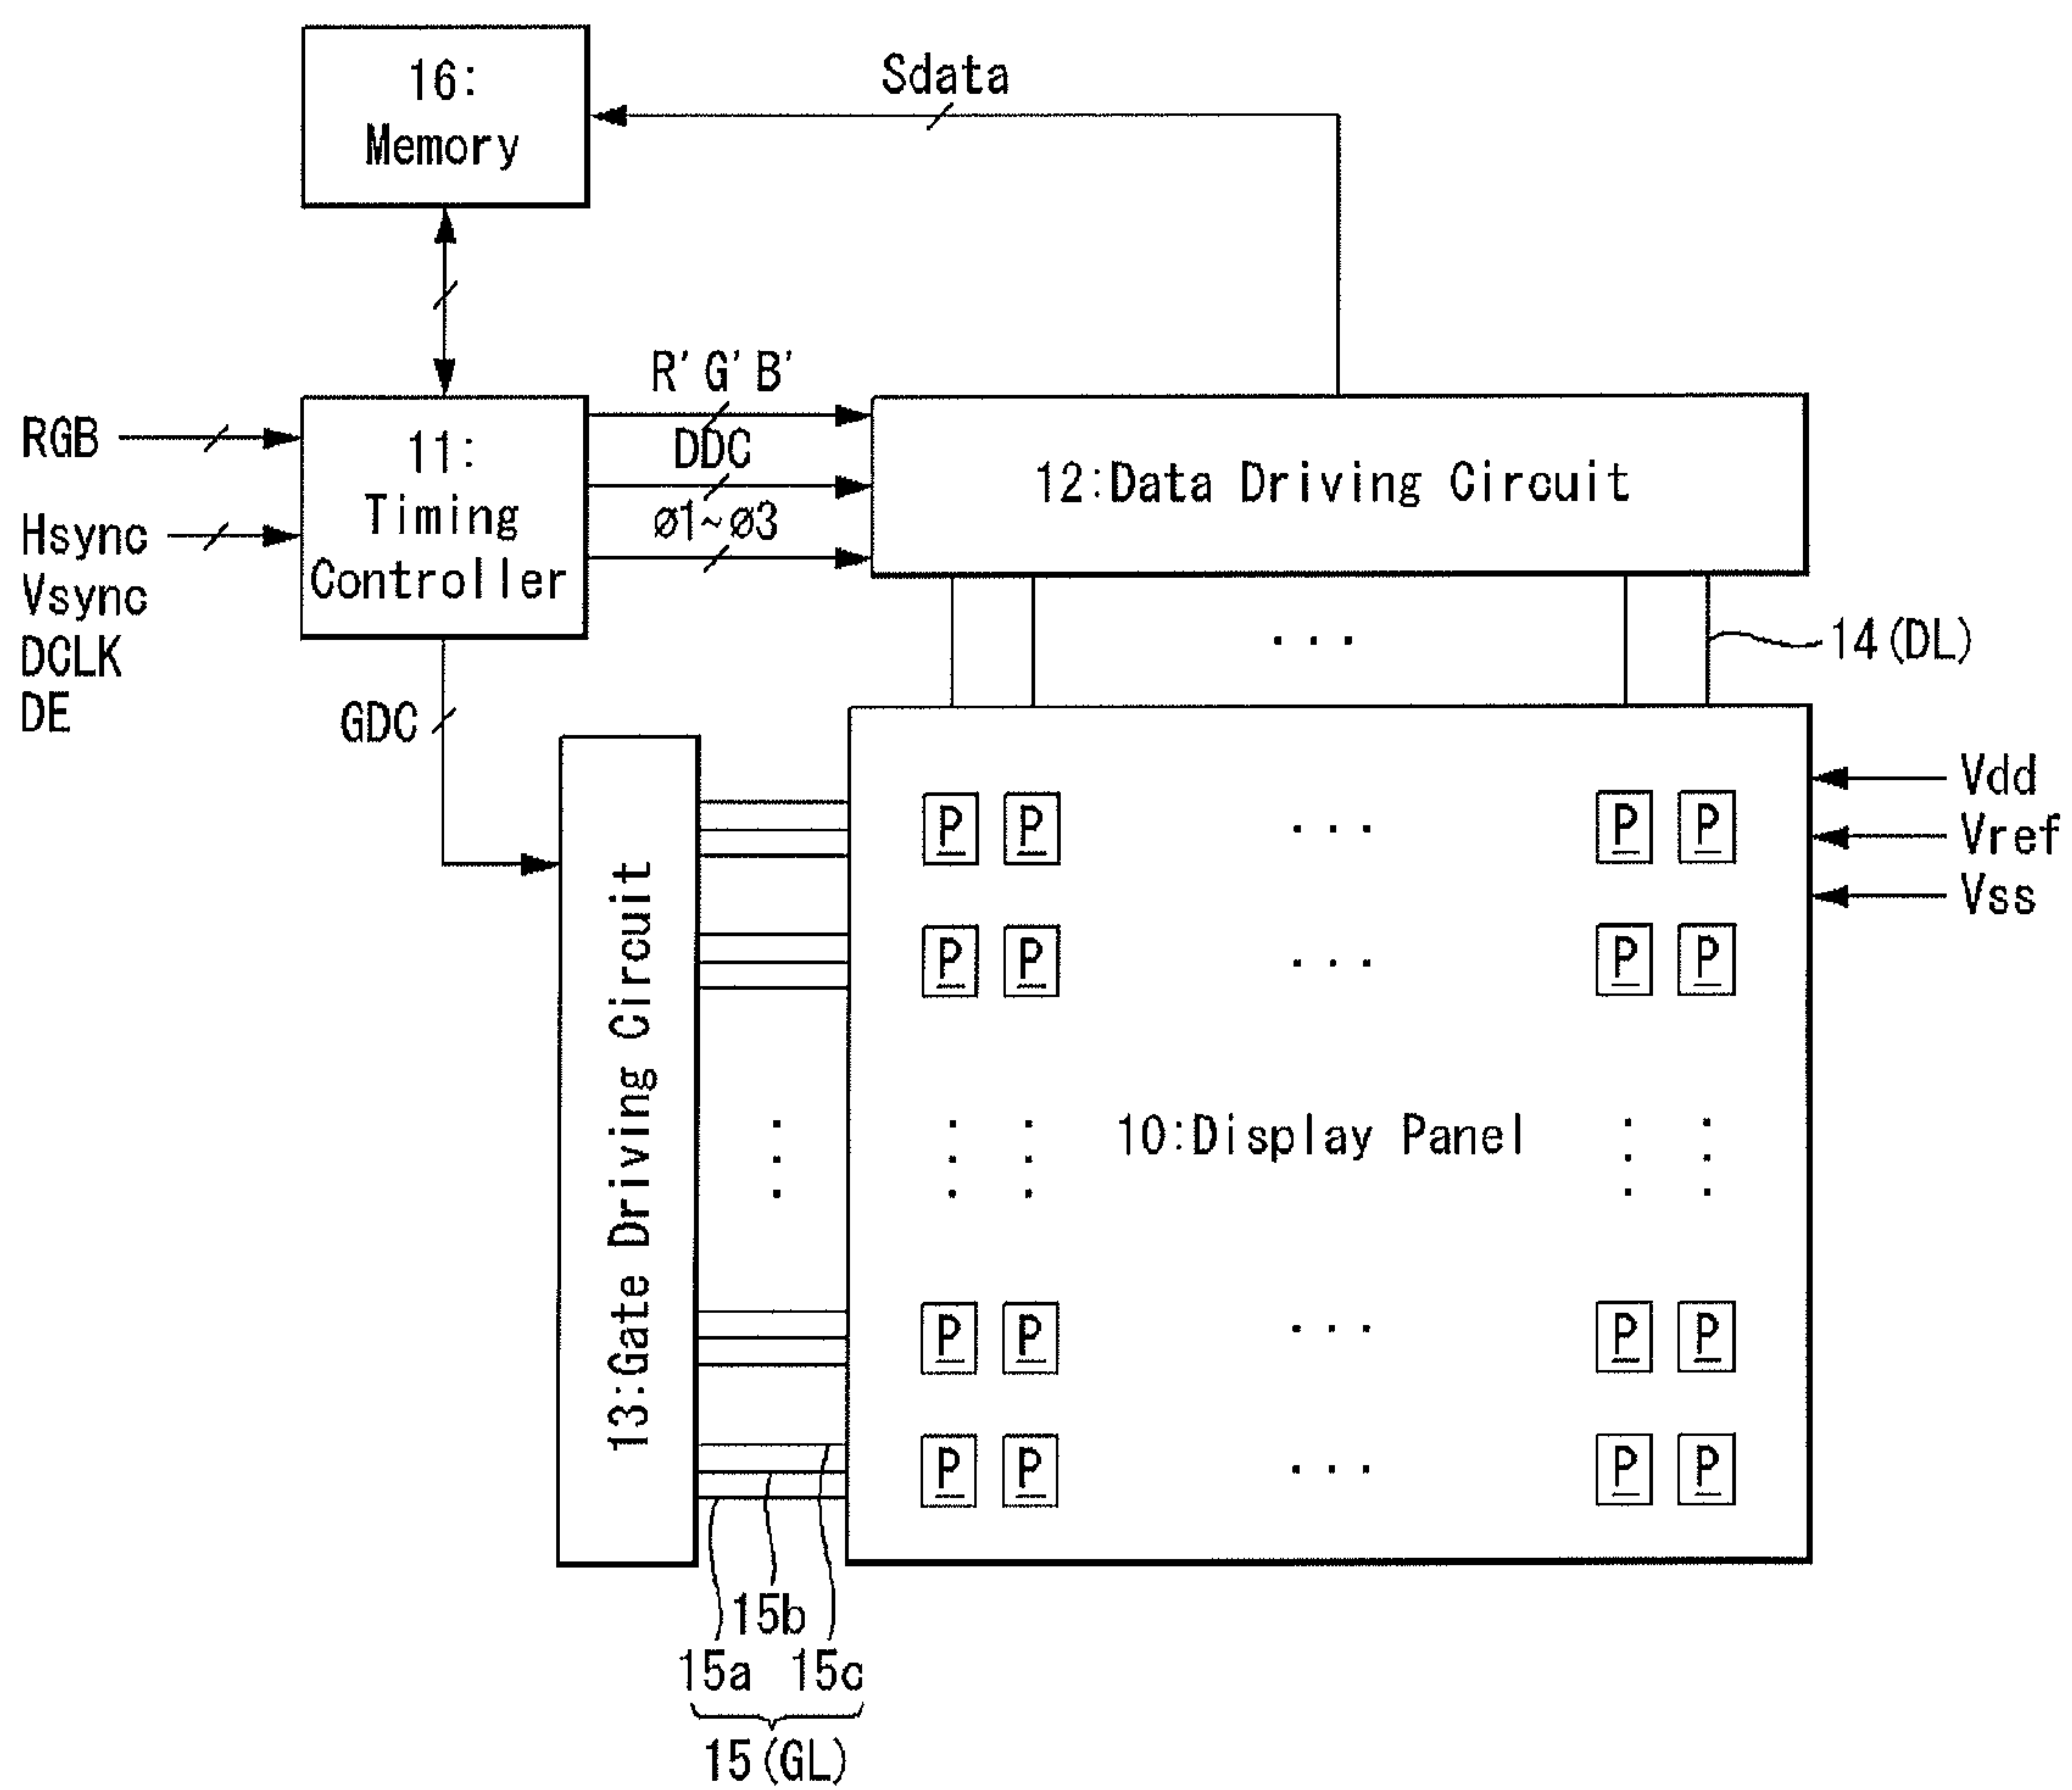 16:
Memory
Sdata
RGB
Hsync
Vsync
DCLK
DE
11:
Timing
Controller
R' G' B'
DDC
ø1~ø3
12:Data Driving Circuit
14(DL)
GDC
13:Gate Driving Circuit
P P ... P P
P P ... P P
10:Display Panel
P P ... P P
P P ... P P
Vdd
Vref
Vss
15b
15a 15c
15(GL)